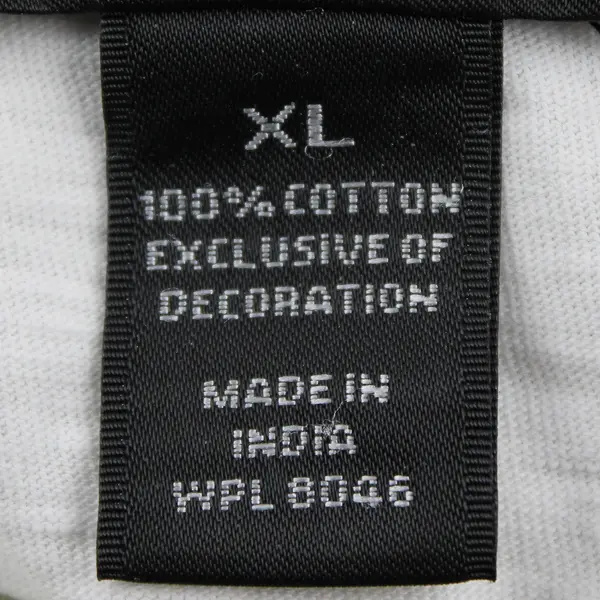 XL
100% COTTON
EXCLUSIVE OF
DECORATION
MADE IN
INDIA
WPL 8046